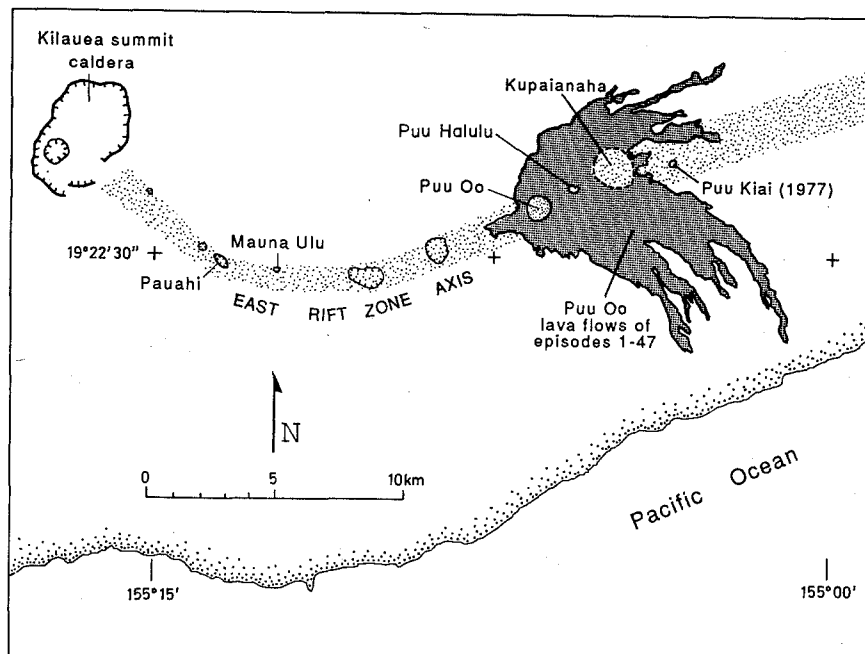 Kilauea summit
caldera
Kupaianaha
Puu Halulu
Puu Oo
Puu Kiai (1977)
19°22'30"
Mauna Ulu
Pauahi
EAST RIFT ZONE AXIS
Puu Oo
lava flows of
episodes 1-47
N
0 5 10km
Pacific Ocean
155°15'
155°00'